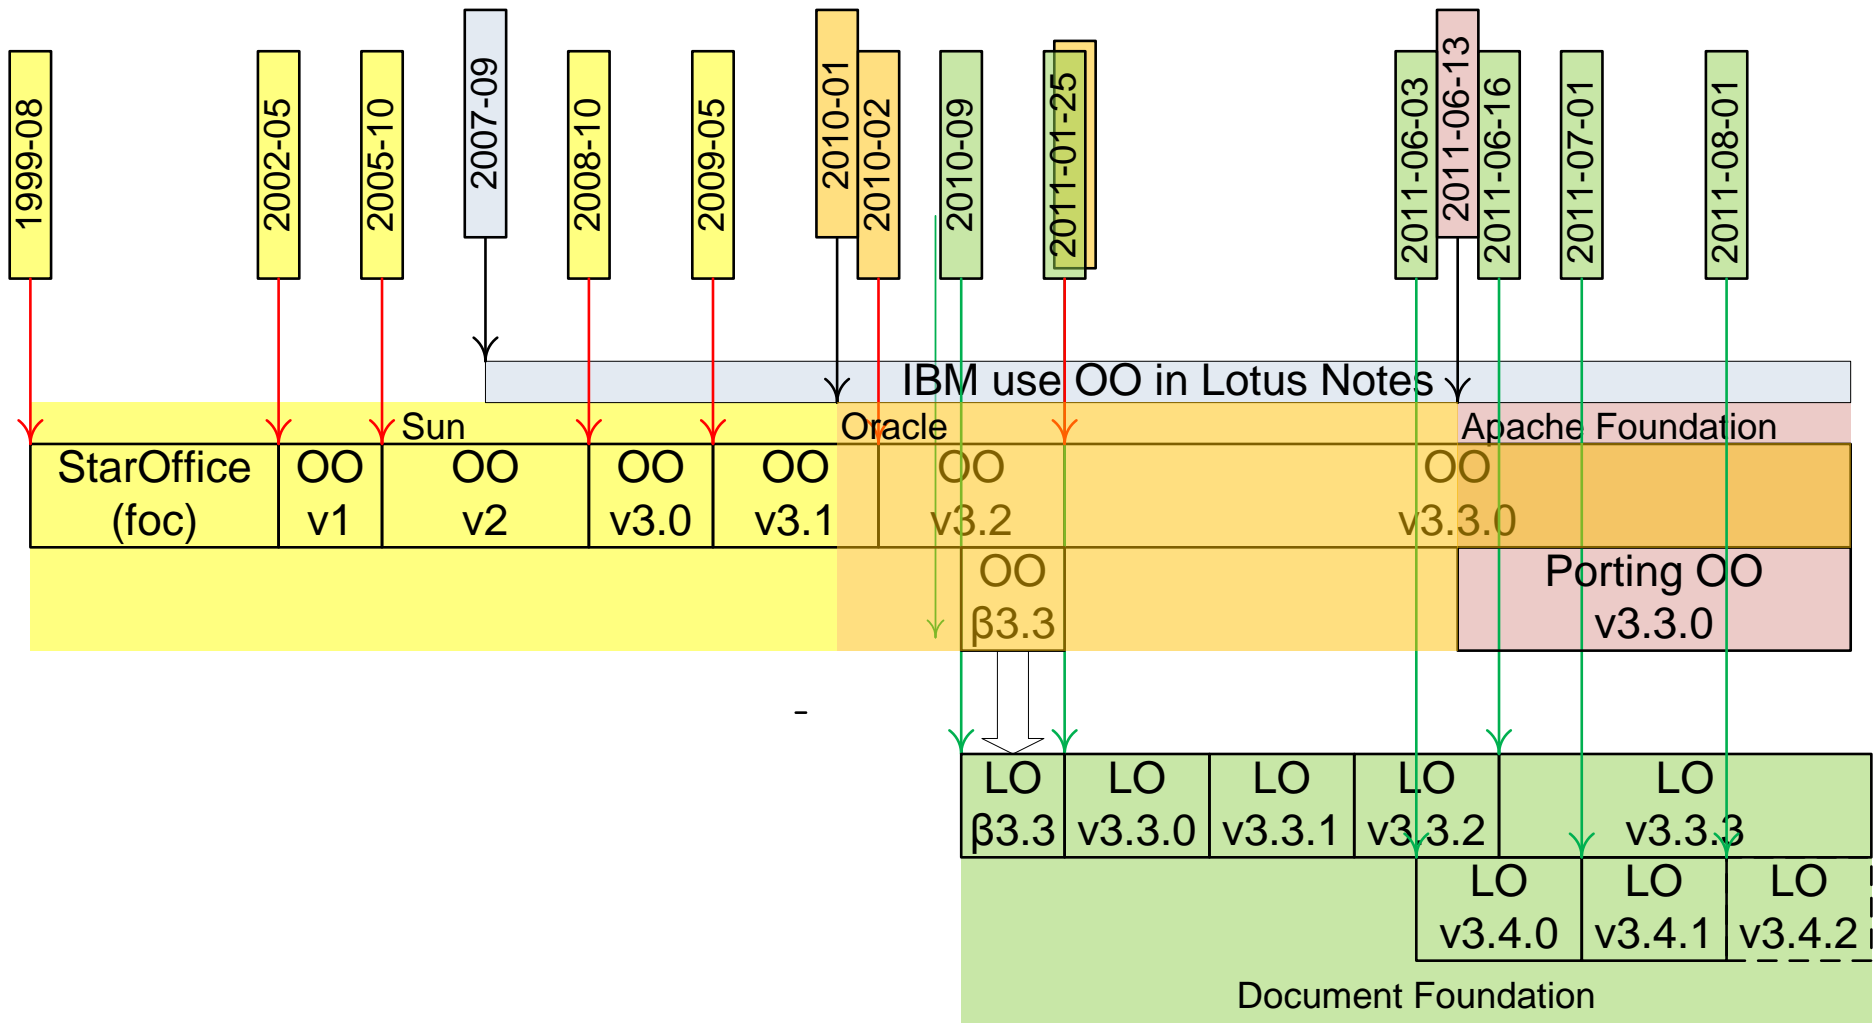 1999-08
2002-05
2005-10
2007-09
2008-10
2009-05
2010-01
2010-02
2010-09
2011-01-25
2011-06-03
2011-06-13
2011-06-16
2011-07-01
2011-08-01
IBM use OO in Lotus Notes
Sun
Oracle
Apache Foundation
StarOffice
(foc)
OO
v1
OO
v2
OO
v3.0
OO
v3.1
OO
v3.2
OO
v3.3.0
OO
β3.3
Porting OO
v3.3.0
-
LO
β3.3
LO
v3.3.0
LO
v3.3.1
LO
v3.3.2
LO
v3.3.3
LO
v3.4.0
LO
v3.4.1
LO
v3.4.2
Document Foundation